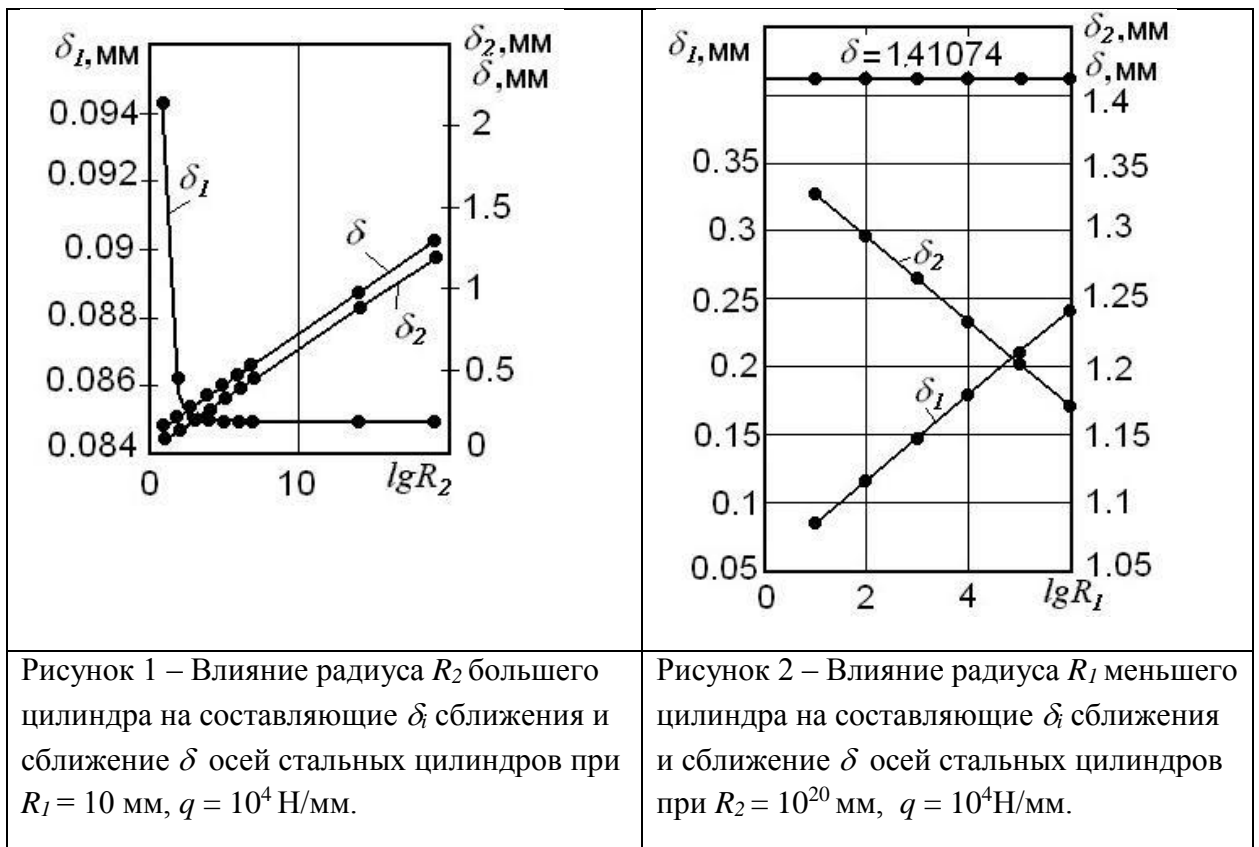 δ1,мм
δ2,мм
δ,мм
0.094
0.092
0.09
0.088
0.086
0.084
2
1.5
1
0.5
0
δ1
δ
δ2
0
10
lgR2
δ1,мм
δ=1.41074
δ2,мм
δ,мм
0.35
0.3
0.25
0.2
0.15
0.1
0.05
1.4
1.35
1.3
1.25
1.2
1.15
1.1
1.05
δ2
δ1
0
2
4
lgR1
Рисунок 1 – Влияние радиуса R2 большего
цилиндра на составляющие δi сближения и
сближение δ осей стальных цилиндров при
R1 = 10 мм, q = 10⁴ Н/мм.
Рисунок 2 – Влияние радиуса R1 меньшего
цилиндра на составляющие δi сближения
и сближение δ осей стальных цилиндров
при R2 = 10²⁰ мм, q = 10⁴Н/мм.